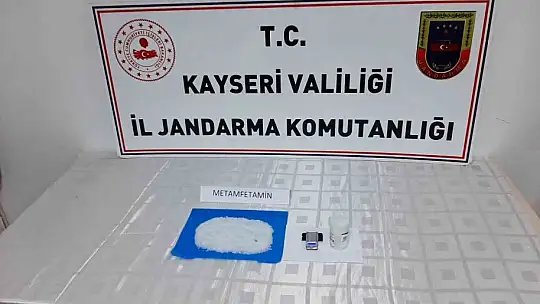 T.C.
KAYSERİ VALİLİĞİ
İL JANDARMA KOMUTANLIĞI
METAMFETAMİN